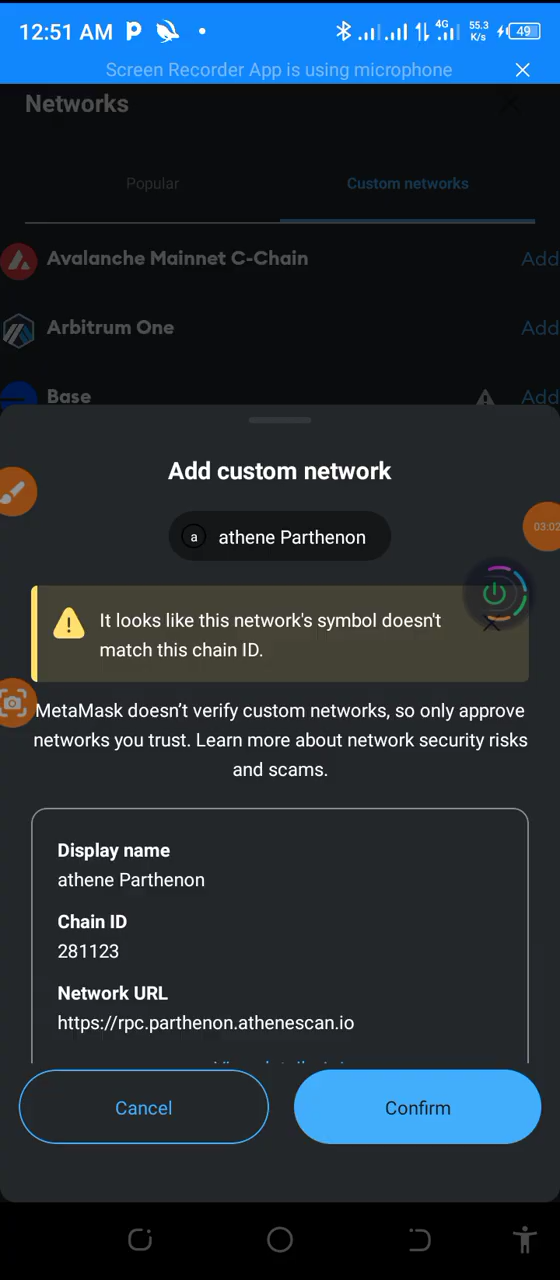 12:51 AM
4G 55.3 K/s 49
Screen Recorder App is using microphone
Networks
Popular Custom networks
Avalanche Mainnet C-Chain Add
Arbitrum One Add
Base Add
Add custom network
a athene Parthenon
03:02
It looks like this network's symbol doesn't
match this chain ID.
MetaMask doesn’t verify custom networks, so only approve
networks you trust. Learn more about network security risks
and scams.
Display name
athene Parthenon
Chain ID
281123
Network URL
https://rpc.parthenon.athenescan.io
Cancel Confirm